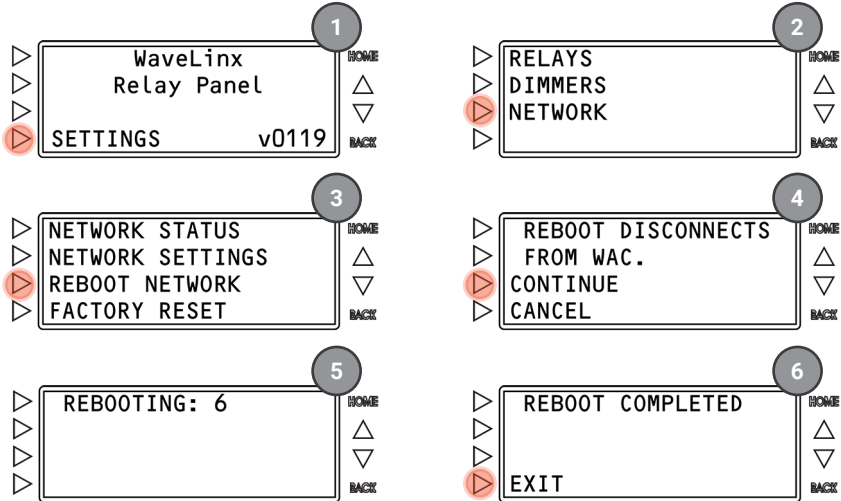 1
WaveLinx
Relay Panel
SETTINGS v0119
HOME
BACK
2
RELAYS
DIMMERS
NETWORK
HOME
BACK
3
NETWORK STATUS
NETWORK SETTINGS
REBOOT NETWORK
FACTORY RESET
HOME
BACK
4
REBOOT DISCONNECTS
FROM WAC.
CONTINUE
CANCEL
HOME
BACK
5
REBOOTING: 6
HOME
BACK
6
REBOOT COMPLETED
EXIT
HOME
BACK